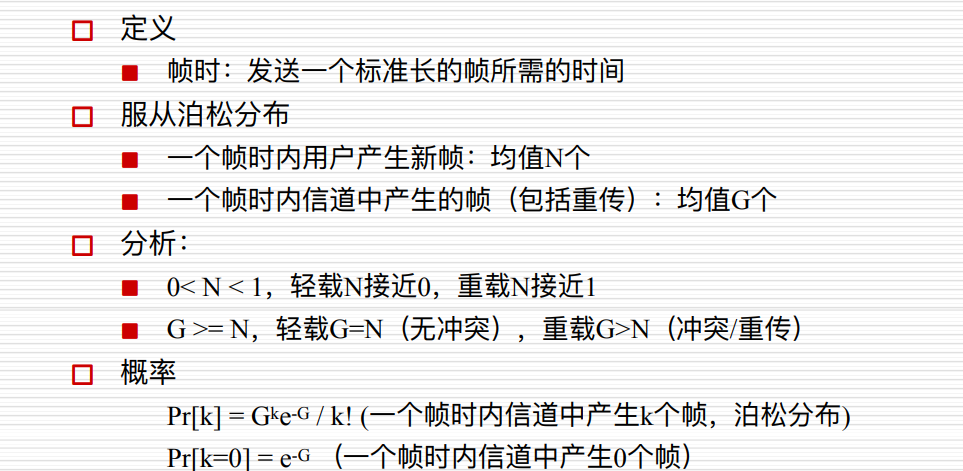 定义
帧时：发送一个标准长的帧所需的时间
服从泊松分布
一个帧时内用户产生新帧：均值N个
一个帧时内信道中产生的帧（包括重传）：均值G个
分析：
0< N < 1，轻载N接近0，重载N接近1
G >= N，轻载G=N（无冲突），重载G>N（冲突/重传）
概率
Pr[k] = Gᵏe⁻ᴳ / k! (一个帧时内信道中产生k个帧，泊松分布)
Pr[k=0] = e⁻ᴳ （一个帧时内信道中产生0个帧）